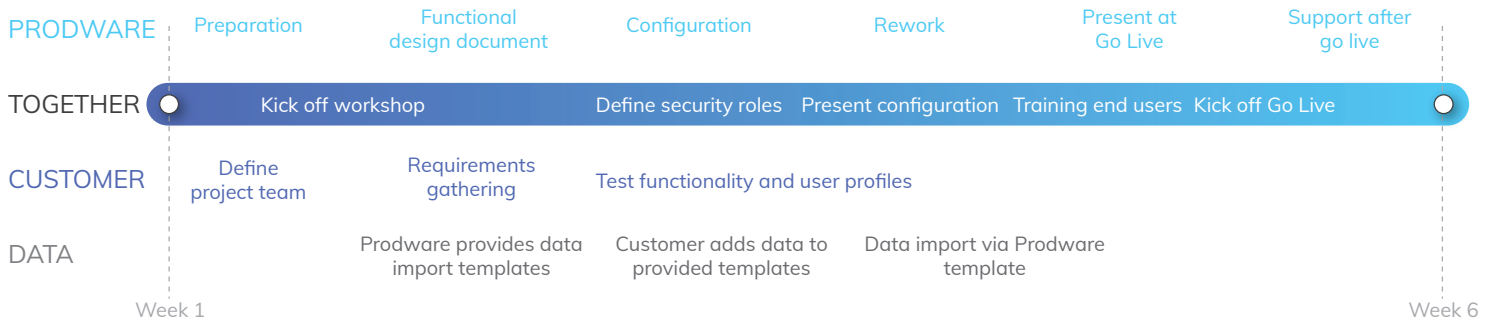 PRODWARE
Preparation
Functional
design document
Configuration
Rework
Present at
Go Live
Support after
go live
TOGETHER
Kick off workshop
Define security roles
Present configuration
Training end users
Kick off Go Live
CUSTOMER
Define
project team
Requirements
gathering
Test functionality and user profiles
DATA
Prodware provides data
import templates
Customer adds data to
provided templates
Data import via Prodware
template
Week 1
Week 6